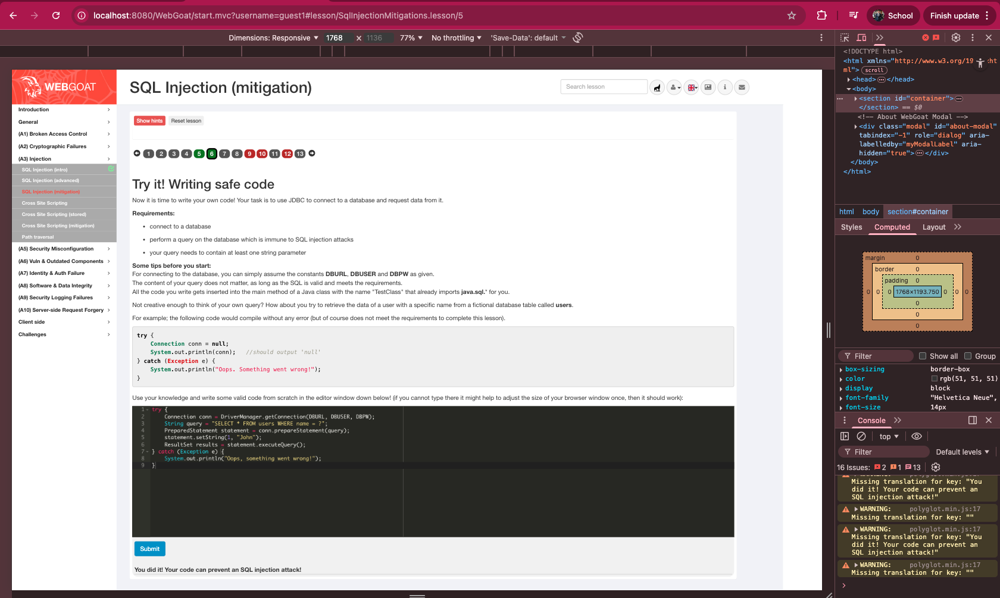 localhost:8080/WebGoat/start.mvc?username=guest1#lesson/SqlInjectionMitigations.lesson/5
School
Finish update
Dimensions: Responsive
1768
×
1136
77%
No throttling
'Save-Data': default
WEBGOAT
SQL Injection (mitigation)
Search lesson
Introduction
General
(A1) Broken Access Control
(A2) Cryptographic Failures
(A3) Injection
SQL Injection (intro)
SQL Injection (advanced)
SQL Injection (mitigation)
Cross Site Scripting
Cross Site Scripting (stored)
Cross Site Scripting (mitigation)
Path traversal
(A5) Security Misconfiguration
(A6) Vuln & Outdated Components
(A7) Identity & Auth Failure
(A8) Software & Data Integrity
(A9) Security Logging Failures
(A10) Server-side Request Forgery
Client side
Challenges
Show hints
Reset lesson
1 2 3 4 5 6 7 8 9 10 11 12 13
Try it! Writing safe code
Now it is time to write your own code! Your task is to use JDBC to connect to a database and request data from it.
Requirements:
• connect to a database
• perform a query on the database which is immune to SQL injection attacks
• your query needs to contain at least one string parameter
Some tips before you start:
For connecting to the database, you can simply assume the constants DBURL, DBUSER and DBPW as given.
The content of your query does not matter, as long as the SQL is valid and meets the requirements.
All the code you write gets inserted into the main method of a Java class with the name "TestClass" that already imports java.sql.* for you.
Not creative enough to think of your own query? How about you try to retrieve the data of a user with a specific name from a fictional database table called users.
For example; the following code would compile without any error (but of course does not meet the requirements to complete this lesson).
try {
Connection conn = null;
System.out.println(conn);   //should output 'null'
} catch (Exception e) {
System.out.println("Oops. Something went wrong!");
}
Use your knowledge and write some valid code from scratch in the editor window down below! (if you cannot type there it might help to adjust the size of your browser window once, then it should work):
1 try {
2 Connection conn = DriverManager.getConnection(DBURL, DBUSER, DBPW);
3 String query = "SELECT * FROM users WHERE name = ?";
4 PreparedStatement statement = conn.prepareStatement(query);
5 statement.setString(1, "John");
6 ResultSet results = statement.executeQuery();
7 } catch (Exception e) {
8 System.out.println("Oops, something went wrong!");
9 }
Submit
You did it! Your code can prevent an SQL injection attack!
<!DOCTYPE html>
<html xmlns="http://www.w3.org/19 xht
ml"> scroll
<head> ⋯ </head>
<body>
<section id="container"> ⋯
</section> == $0
<!-- About WebGoat Modal -->
<div class="modal" id="about-modal"
tabindex="-1" role="dialog" aria-
labelledby="myModalLabel" aria-
hidden="true"> ⋯ </div>
</body>
</html>
html body section#container
Styles Computed Layout
margin 0
border 0
padding 0
0 0 0 1768×1193.750 0 0 0
0
0
0
Filter
Show all
Group
box-sizing border-box
color rgb(51, 51, 51)
display block
font-family "Helvetica Neue",
font-size 14px
Console
top
Filter
Default levels
16 Issues: 2 1 13
Missing translation for key: "You
did it! Your code can prevent an
SQL injection attack!"
WARNING: polyglot.min.js:17
Missing translation for key: ""
WARNING: polyglot.min.js:17
Missing translation for key: "You
did it! Your code can prevent an
SQL injection attack!"
WARNING: polyglot.min.js:17
Missing translation for key: ""